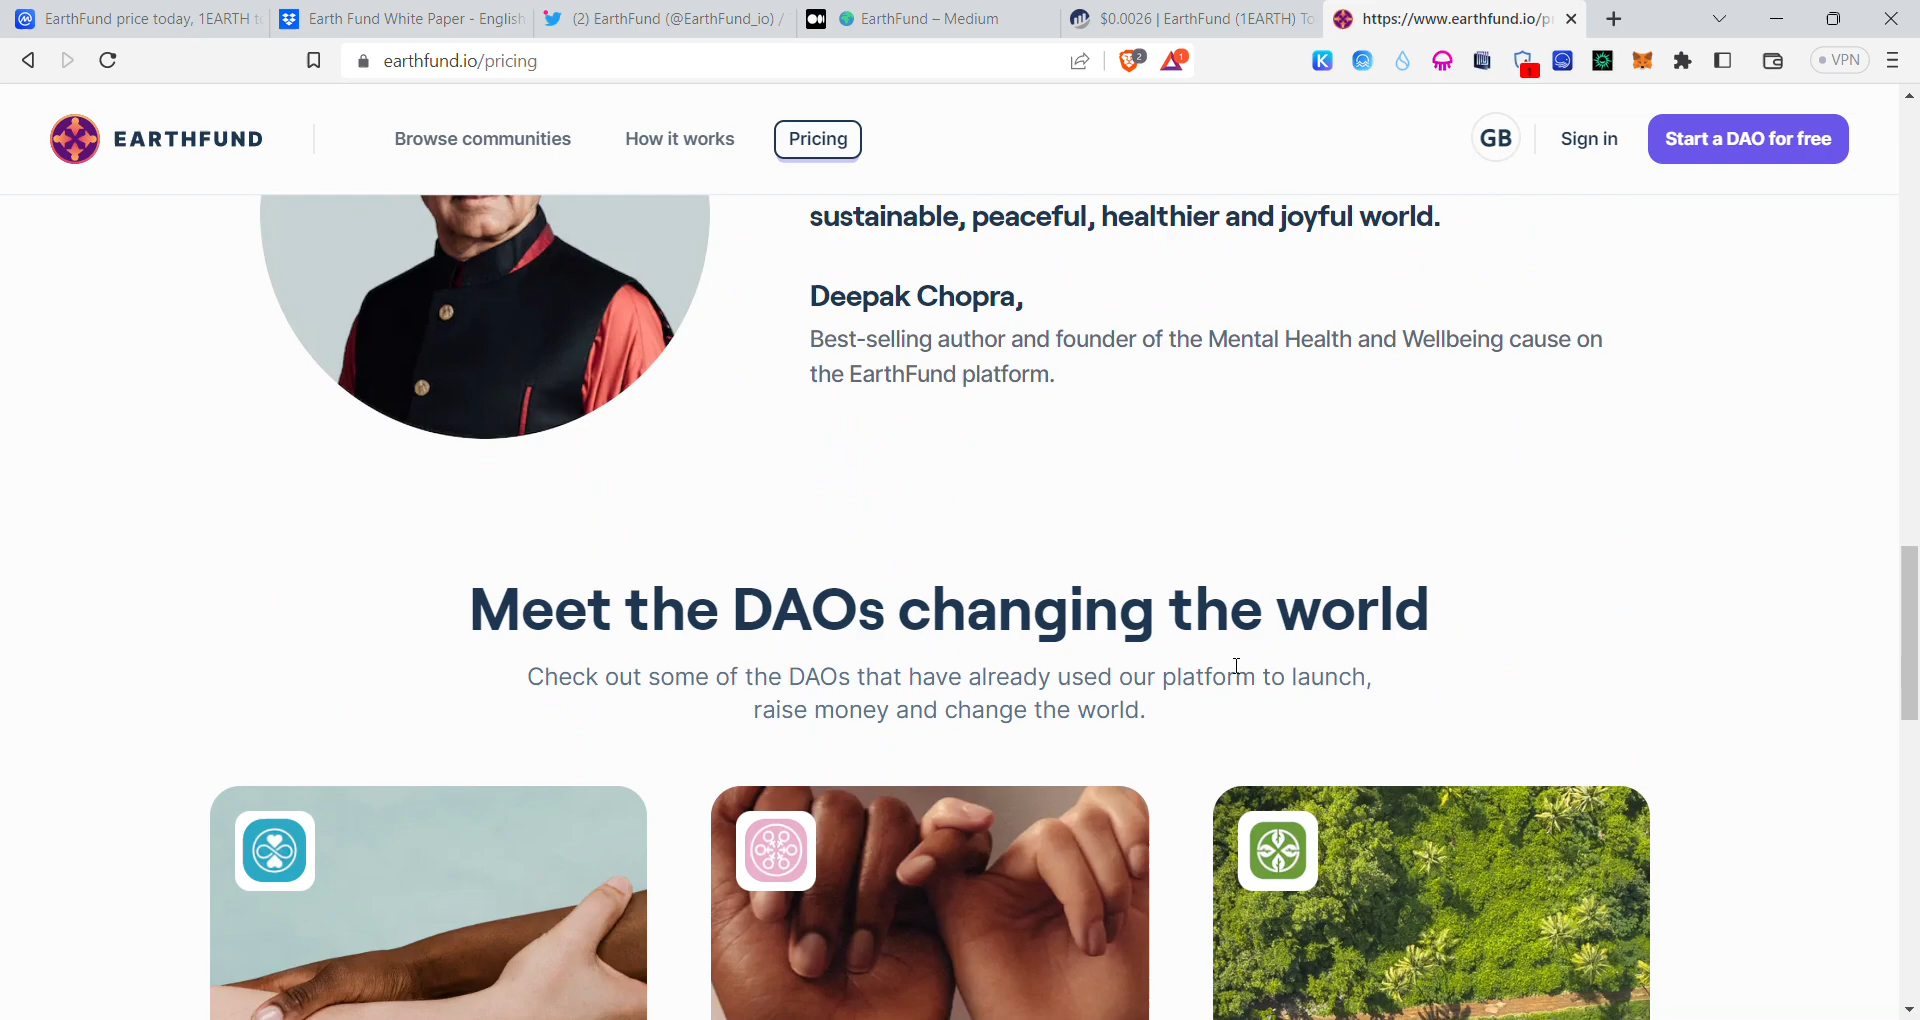 EarthFund price today, 1EARTH to
Earth Fund White Paper - English
(2) EarthFund (@EarthFund_io) /
EarthFund – Medium
$0.0026 | EarthFund (1EARTH) To
https://www.earthfund.io/p
earthfund.io/pricing
2
1
K
VPN
EARTHFUND
Browse communities
How it works
Pricing
GB
Sign in
Start a DAO for free
sustainable, peaceful, healthier and joyful world.
Deepak Chopra,
Best-selling author and founder of the Mental Health and Wellbeing cause on
the EarthFund platform.
Meet the DAOs changing the world
Check out some of the DAOs that have already used our platform to launch,
raise money and change the world.